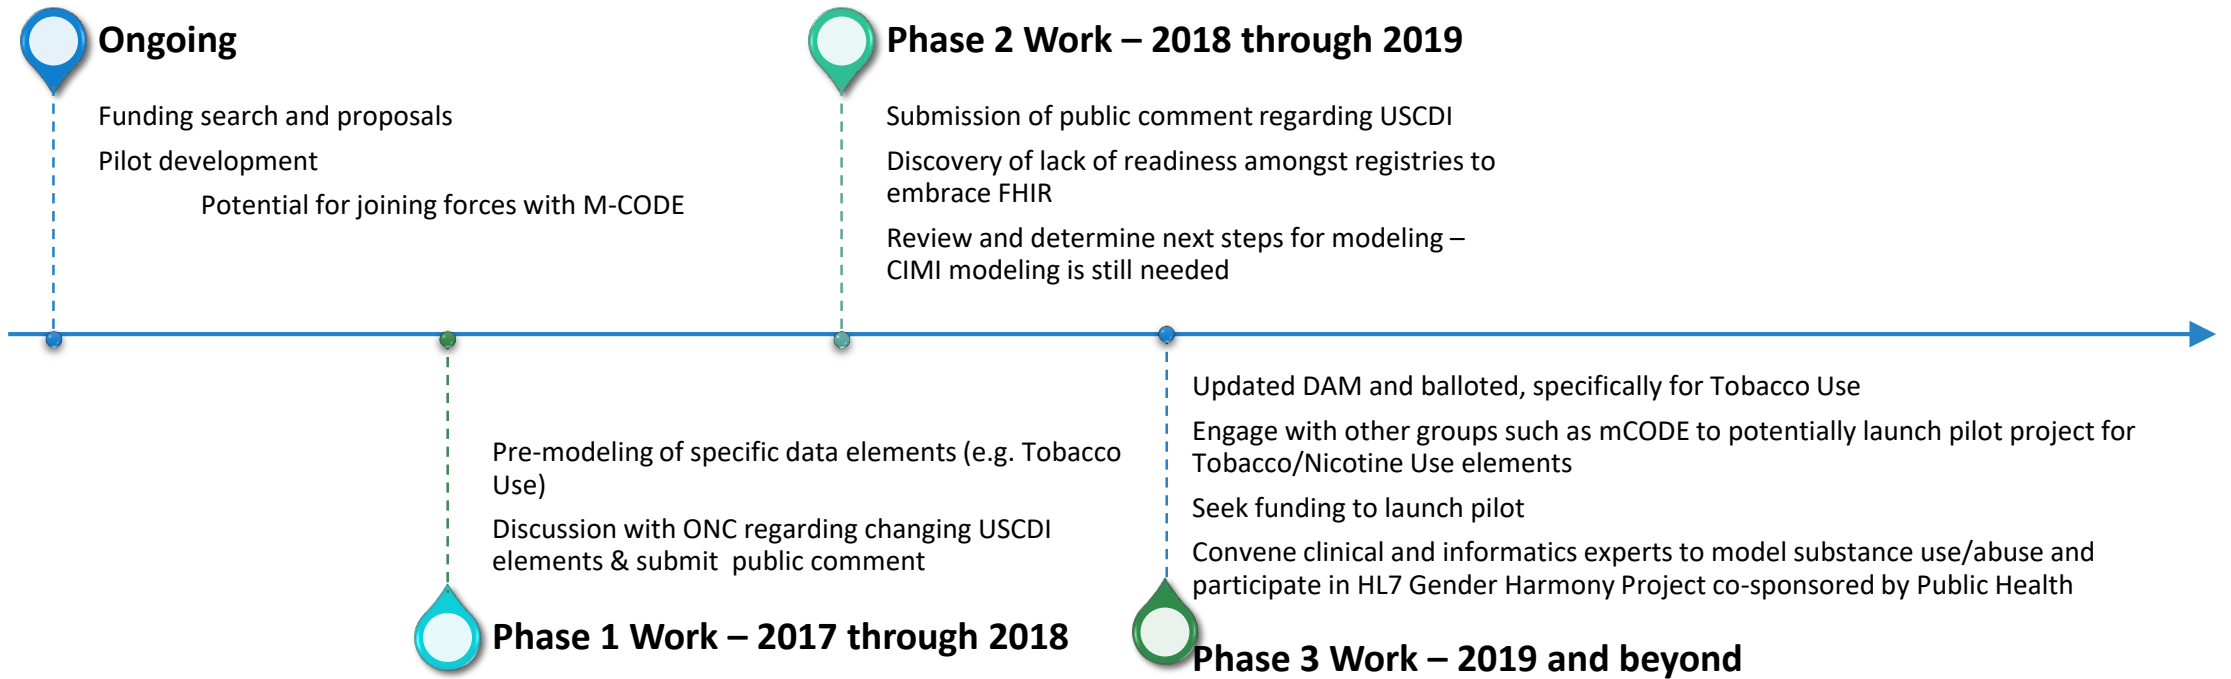 Ongoing
Funding search and proposals
Pilot development
Potential for joining forces with M-CODE
Phase 2 Work – 2018 through 2019
Submission of public comment regarding USCDI
Discovery of lack of readiness amongst registries to
embrace FHIR
Review and determine next steps for modeling –
CIMI modeling is still needed
Pre-modeling of specific data elements (e.g. Tobacco
Use)
Discussion with ONC regarding changing USCDI
elements & submit  public comment
Phase 1 Work – 2017 through 2018
Updated DAM and balloted, specifically for Tobacco Use
Engage with other groups such as mCODE to potentially launch pilot project for
Tobacco/Nicotine Use elements
Seek funding to launch pilot
Convene clinical and informatics experts to model substance use/abuse and
participate in HL7 Gender Harmony Project co-sponsored by Public Health
Phase 3 Work – 2019 and beyond